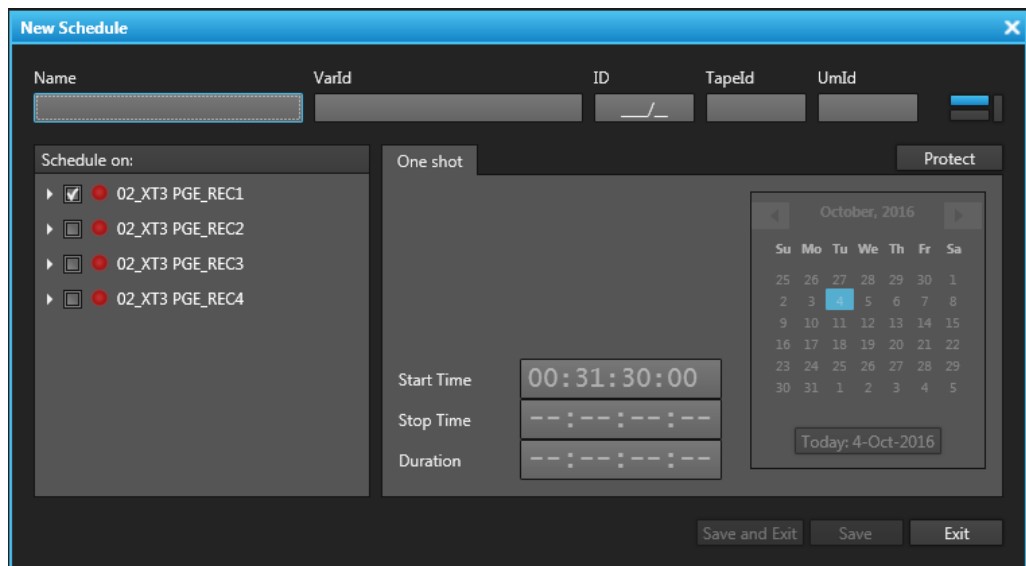 New Schedule
Name VarId ID TapeId UmId
__/_
Schedule on:
02_XT3 PGE_REC1
02_XT3 PGE_REC2
02_XT3 PGE_REC3
02_XT3 PGE_REC4
One shot
Protect
October, 2016
Su Mo Tu We Th Fr Sa
25 26 27 28 29 30 1
2 3 4 5 6 7 8
9 10 11 12 13 14 15
16 17 18 19 20 21 22
23 24 25 26 27 28 29
30 31 1 2 3 4 5
Today: 4-Oct-2016
Start Time 00:31:30:00
Stop Time --:--:--:--
Duration --:--:--:--
Save and Exit Save Exit